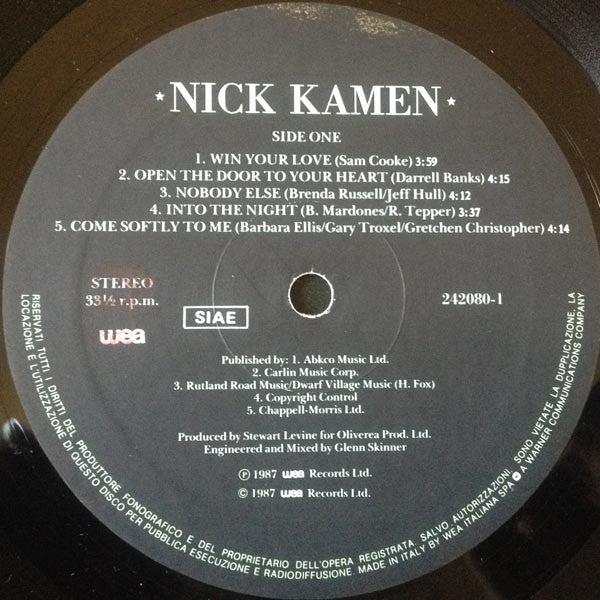 ★ NICK KAMEN ★
SIDE ONE
1. WIN YOUR LOVE (Sam Cooke) 3:59
2. OPEN THE DOOR TO YOUR HEART (Darrell Banks) 4:15
3. NOBODY ELSE (Brenda Russell/Jeff Hull) 4:12
4. INTO THE NIGHT (B. Mardones/R. Tepper) 3:37
5. COME SOFTLY TO ME (Barbara Ellis/Gary Troxel/Gretchen Christopher) 4:14
STEREO
33⅓ r.p.m.
wea
SIAE
242080-1
Published by: 1. Abkco Music Ltd.
2. Carlin Music Corp.
3. Rutland Road Music/Dwarf Village Music (H. Fox)
4. Copyright Control
5. Chappell-Morris Ltd.
Produced by Stewart Levine for Oliverea Prod. Ltd.
Engineered and Mixed by Glenn Skinner
℗ 1987 wea Records Ltd.
© 1987 wea Records Ltd.
RISERVATI TUTTI I DIRITTI DEL PRODUTTORE FONOGRAFICO E DEL PROPRIETARIO DELL'OPERA REGISTRATA. SALVO AUTORIZZAZIONI, SONO VIETATE LA DUPPLICAZIONE, LA
LOCAZIONE E L'UTILIZZAZIONE DI QUESTO DISCO PER PUBBLICA ESECUZIONE E RADIODIFFUSIONE. MADE IN ITALY BY WEA ITALIANA SPA A WARNER COMMUNICATIONS COMPANY